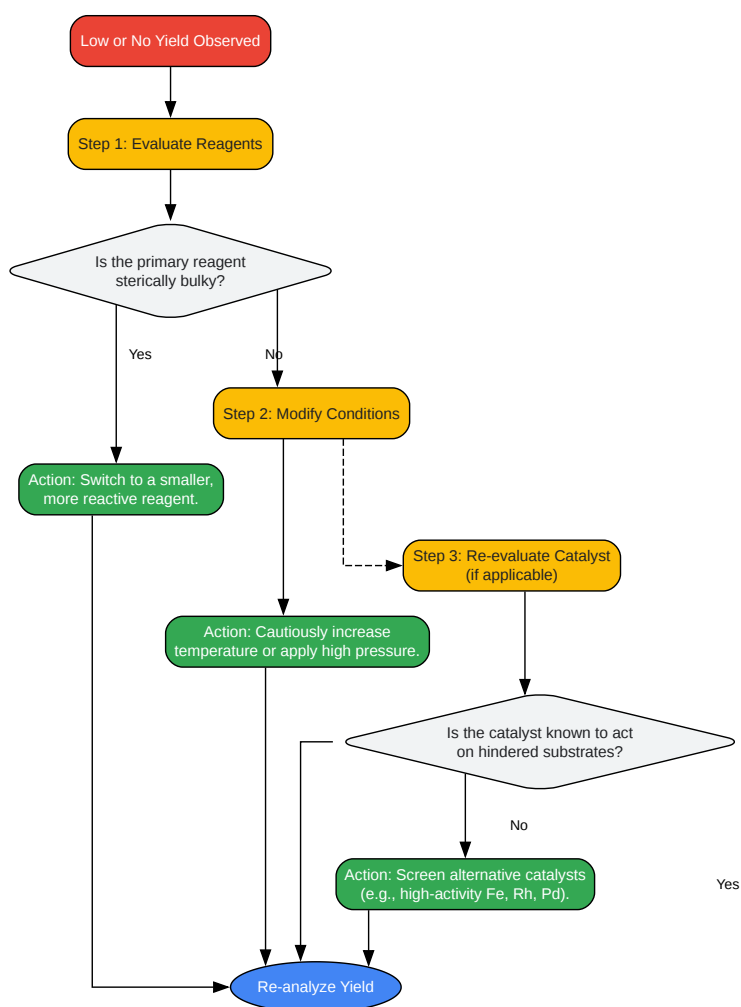 Low or No Yield Observed
Step 1: Evaluate Reagents
Is the primary reagent
sterically bulky?
Yes
No
Step 2: Modify Conditions
Action: Switch to a smaller,
more reactive reagent.
Step 3: Re-evaluate Catalyst
(if applicable)
Action: Cautiously increase
temperature or apply high pressure.
Is the catalyst known to act
on hindered substrates?
No
Action: Screen alternative catalysts
(e.g., high-activity Fe, Rh, Pd).
Yes
Re-analyze Yield